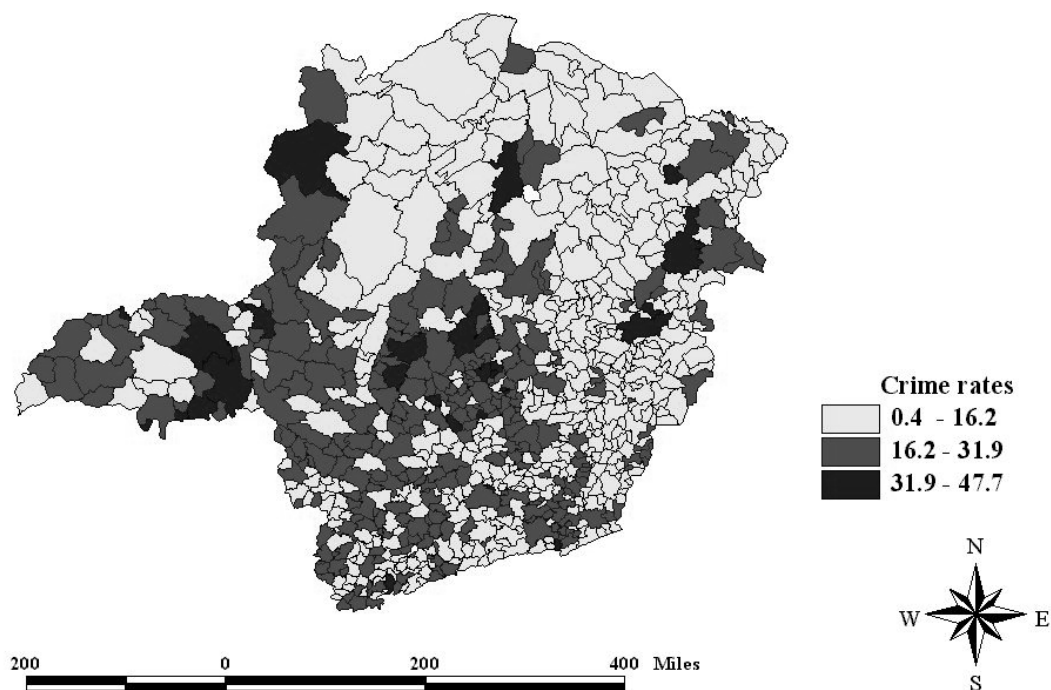 Crime rates
0.4 - 16.2
16.2 - 31.9
31.9 - 47.7
N
W E
S
200 0 200 400 Miles